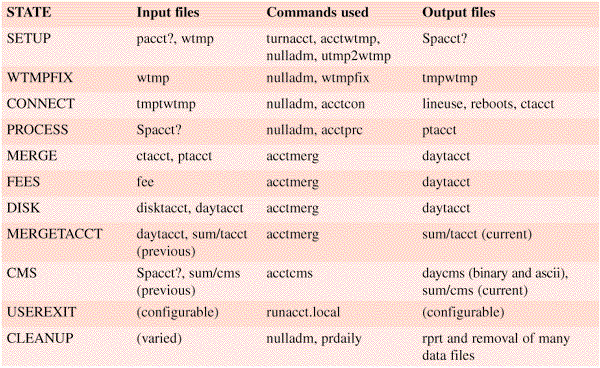 STATE Input files Commands used Output files
SETUP pacct?, wtmp turnacct, acctwtmp, Spacct?
nulladm, utmp2wtmp
WTMPFIX wtmp nulladm, wtmpfix tmpwtmp
CONNECT tmptwtmp nulladm, acctcon lineuse, reboots, ctacct
PROCESS Spacct? nulladm, acctprc ptacct
MERGE ctacct, ptacct acctmerg daytacct
FEES fee acctmerg daytacct
DISK disktacct, daytacct acctmerg daytacct
MERGETACCT daytacct, sum/tacct acctmerg sum/tacct (current)
(previous)
CMS Spacct?, sum/cms acctcms daycms (binary and ascii),
(previous) sum/cms (current)
USEREXIT (configurable) runacct.local (configurable)
CLEANUP (varied) nulladm, prdaily rprt and removal of many
data files